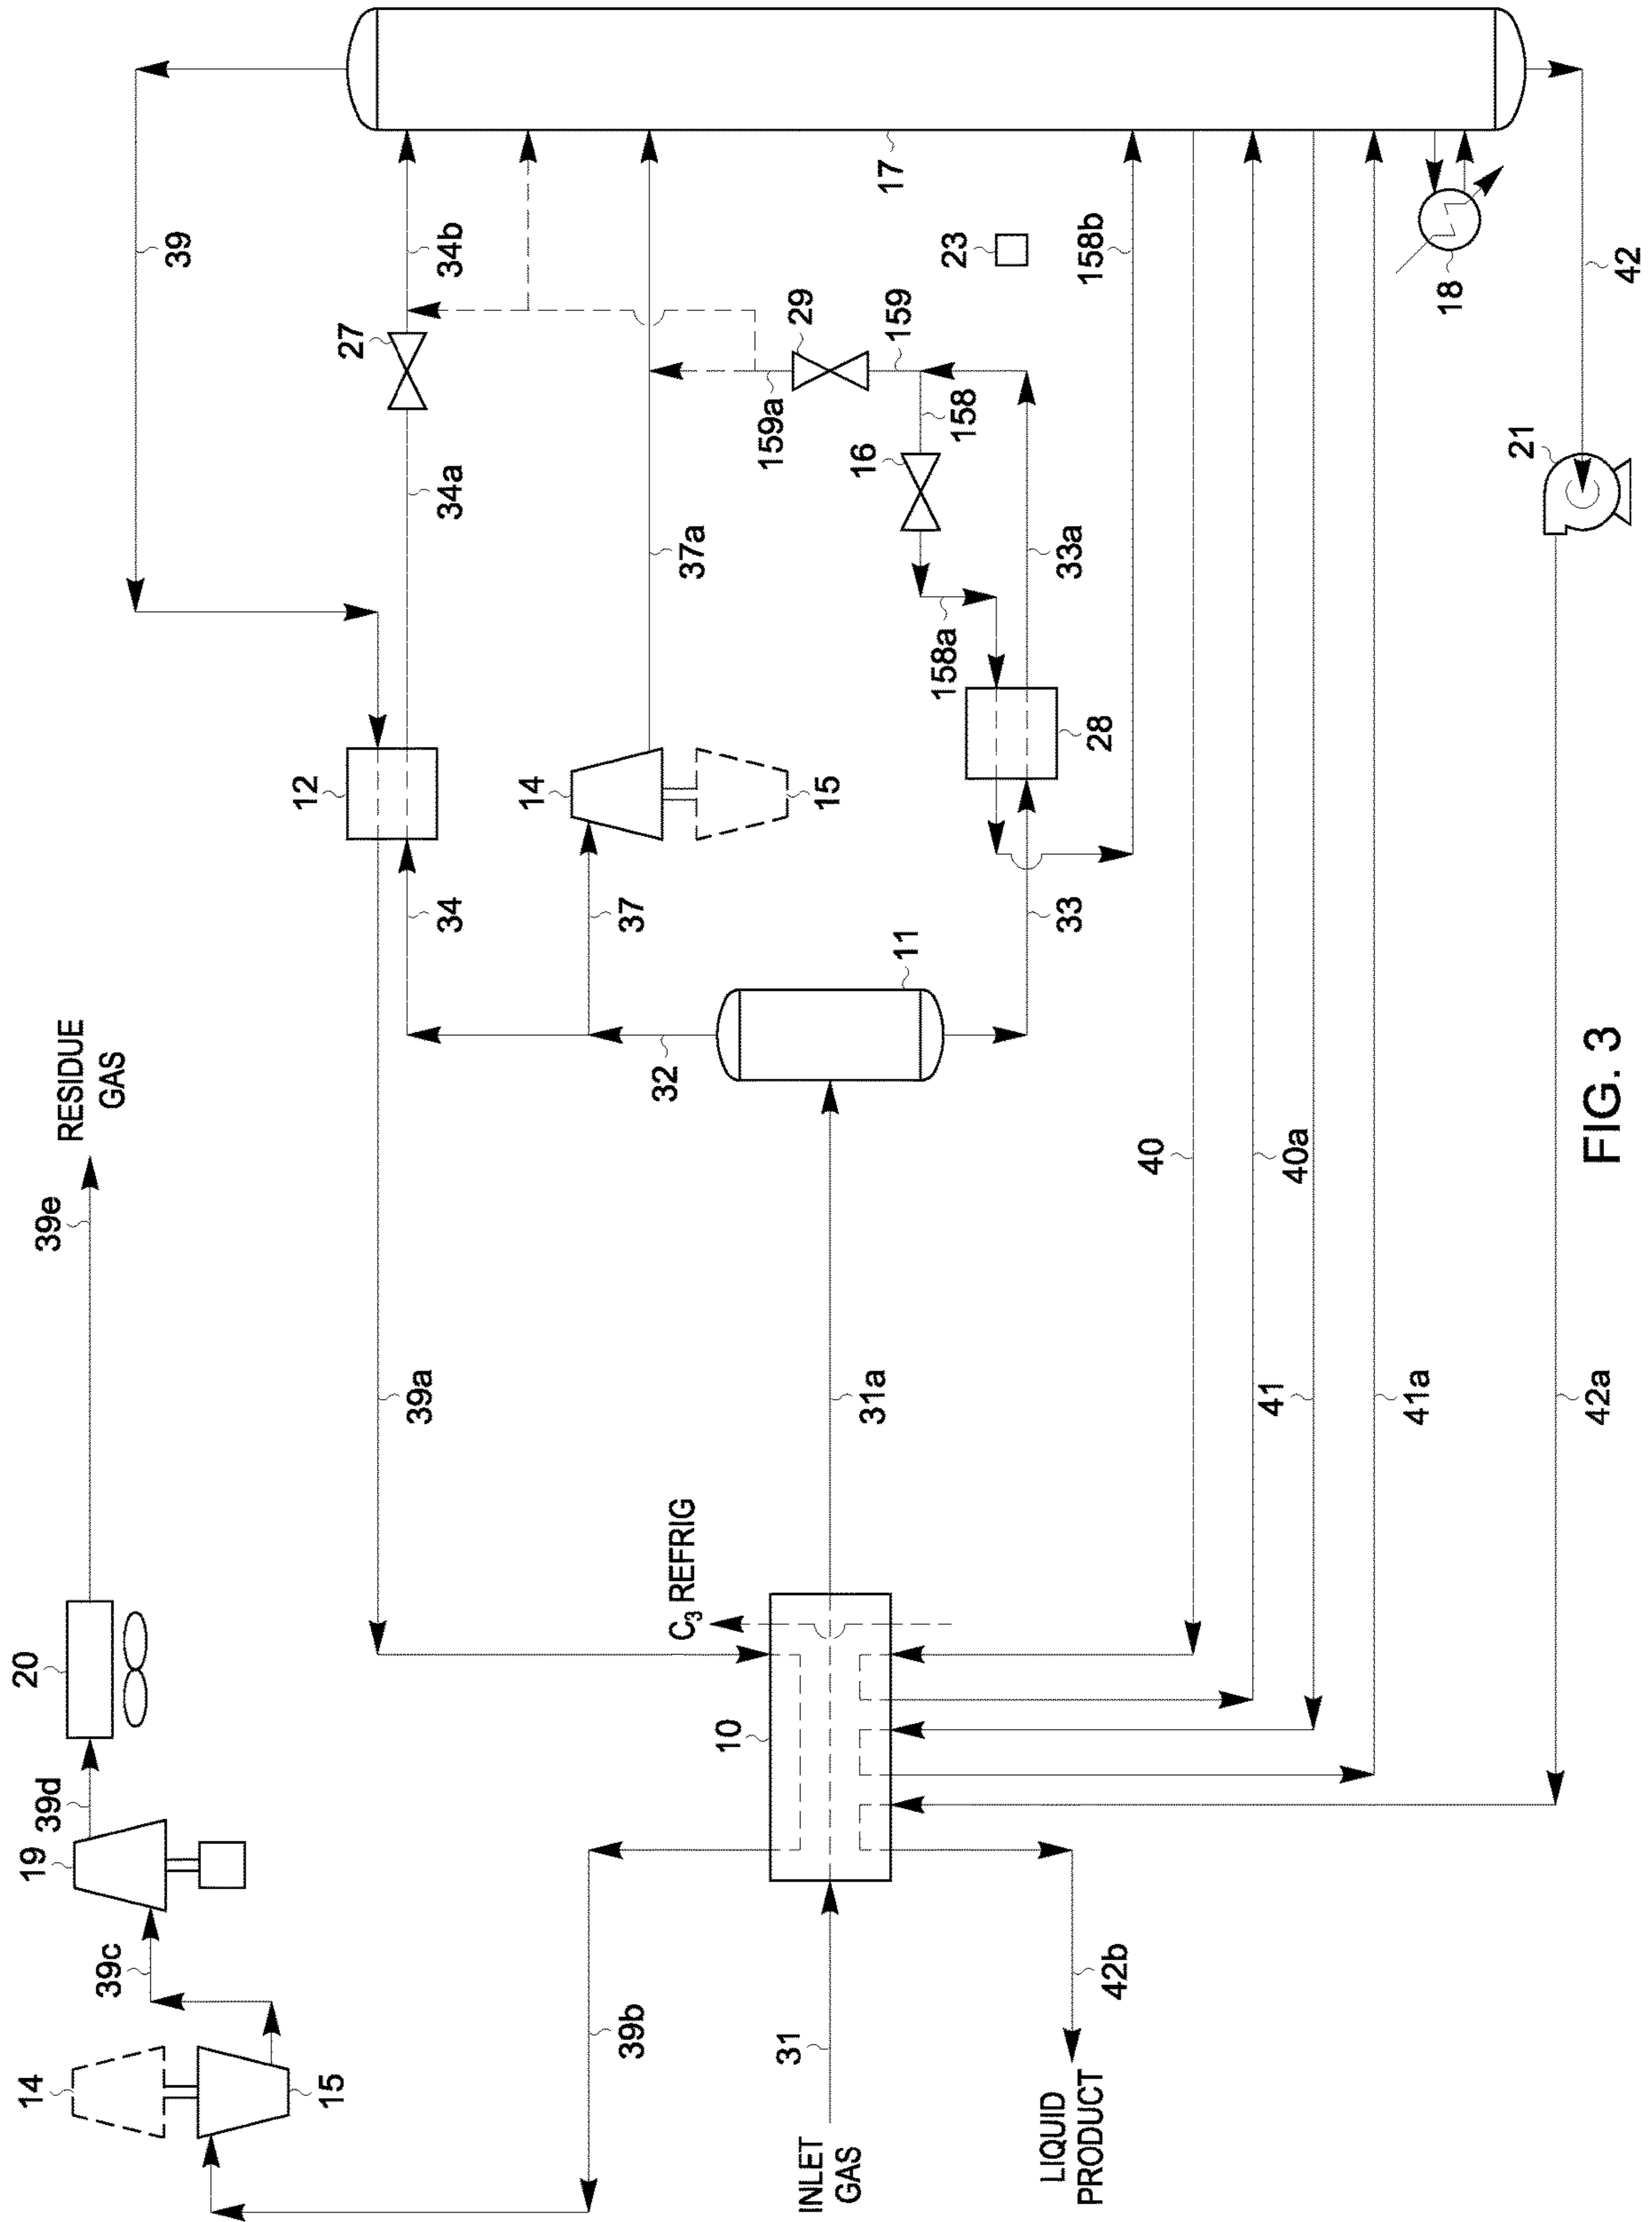 RESIDUE
GAS
39e
20
39d
19
39c
14
15
39b
39
39a
12
34
34a
27
34b
14
15
37
37a
C3 REFRIG
10
31
INLET
GAS
31a
32
11
33
28
33a
158a
16
158
159
29
159a
23
17
158b
40
40a
41
41a
18
42
21
42a
42b
LIQUID
PRODUCT
FIG. 3